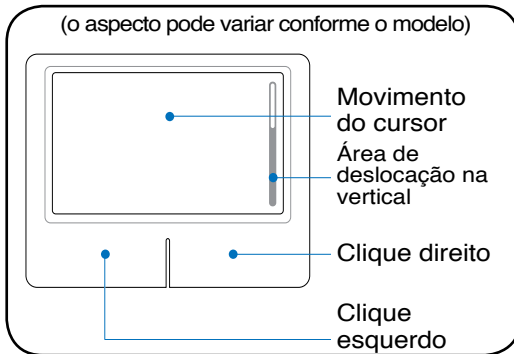 (o aspecto pode variar conforme o modelo)
Movimento
do cursor
Área de
deslocação na
vertical
Clique direito
Clique
esquerdo